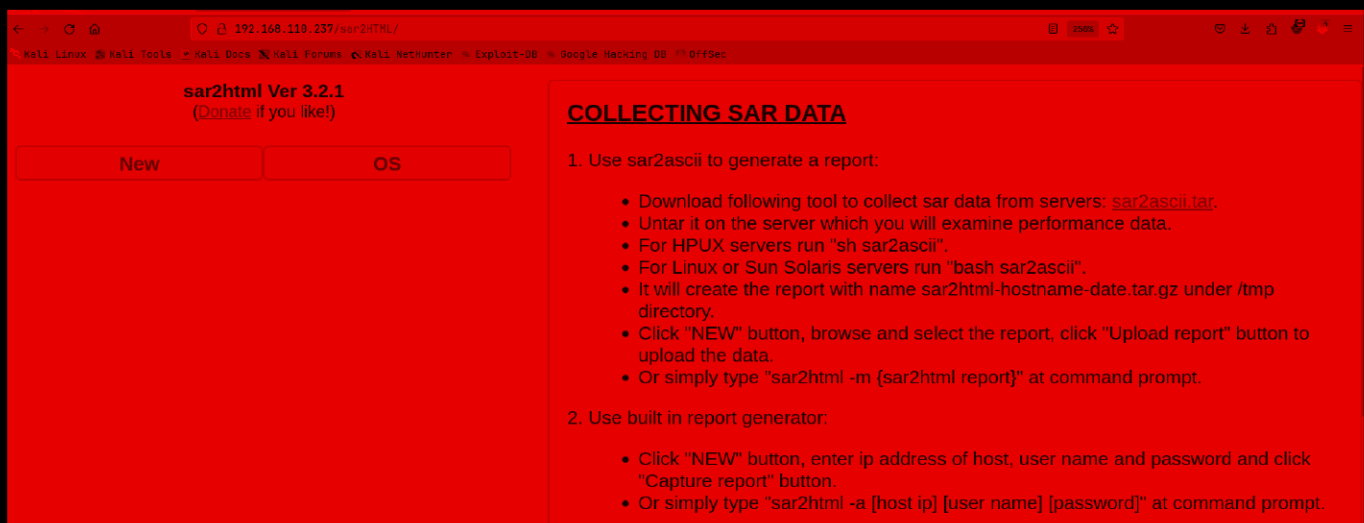 192.168.110.237/sar2HTML/
250%
Kali Linux Kali Tools Kali Docs Kali Forums Kali NetHunter Exploit-DB Google Hacking DB OffSec
sar2html Ver 3.2.1
(Donate if you like!)
New OS
COLLECTING SAR DATA
1. Use sar2ascii to generate a report:
• Download following tool to collect sar data from servers: sar2ascii.tar.
• Untar it on the server which you will examine performance data.
• For HPUX servers run "sh sar2ascii".
• For Linux or Sun Solaris servers run "bash sar2ascii".
• It will create the report with name sar2html-hostname-date.tar.gz under /tmp
directory.
• Click "NEW" button, browse and select the report, click "Upload report" button to
upload the data.
• Or simply type "sar2html -m {sar2html report}" at command prompt.
2. Use built in report generator:
• Click "NEW" button, enter ip address of host, user name and password and click
"Capture report" button.
• Or simply type "sar2html -a [host ip] [user name] [password]" at command prompt.